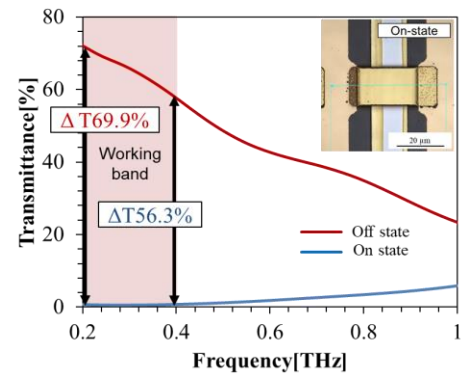 80
60
40
20
0
Transmittance[%]
On-state
20 μm
Δ T69.9%
Working
band
ΔT56.3%
Off state
On state
0.2
0.4
0.6
0.8
1
Frequency[THz]